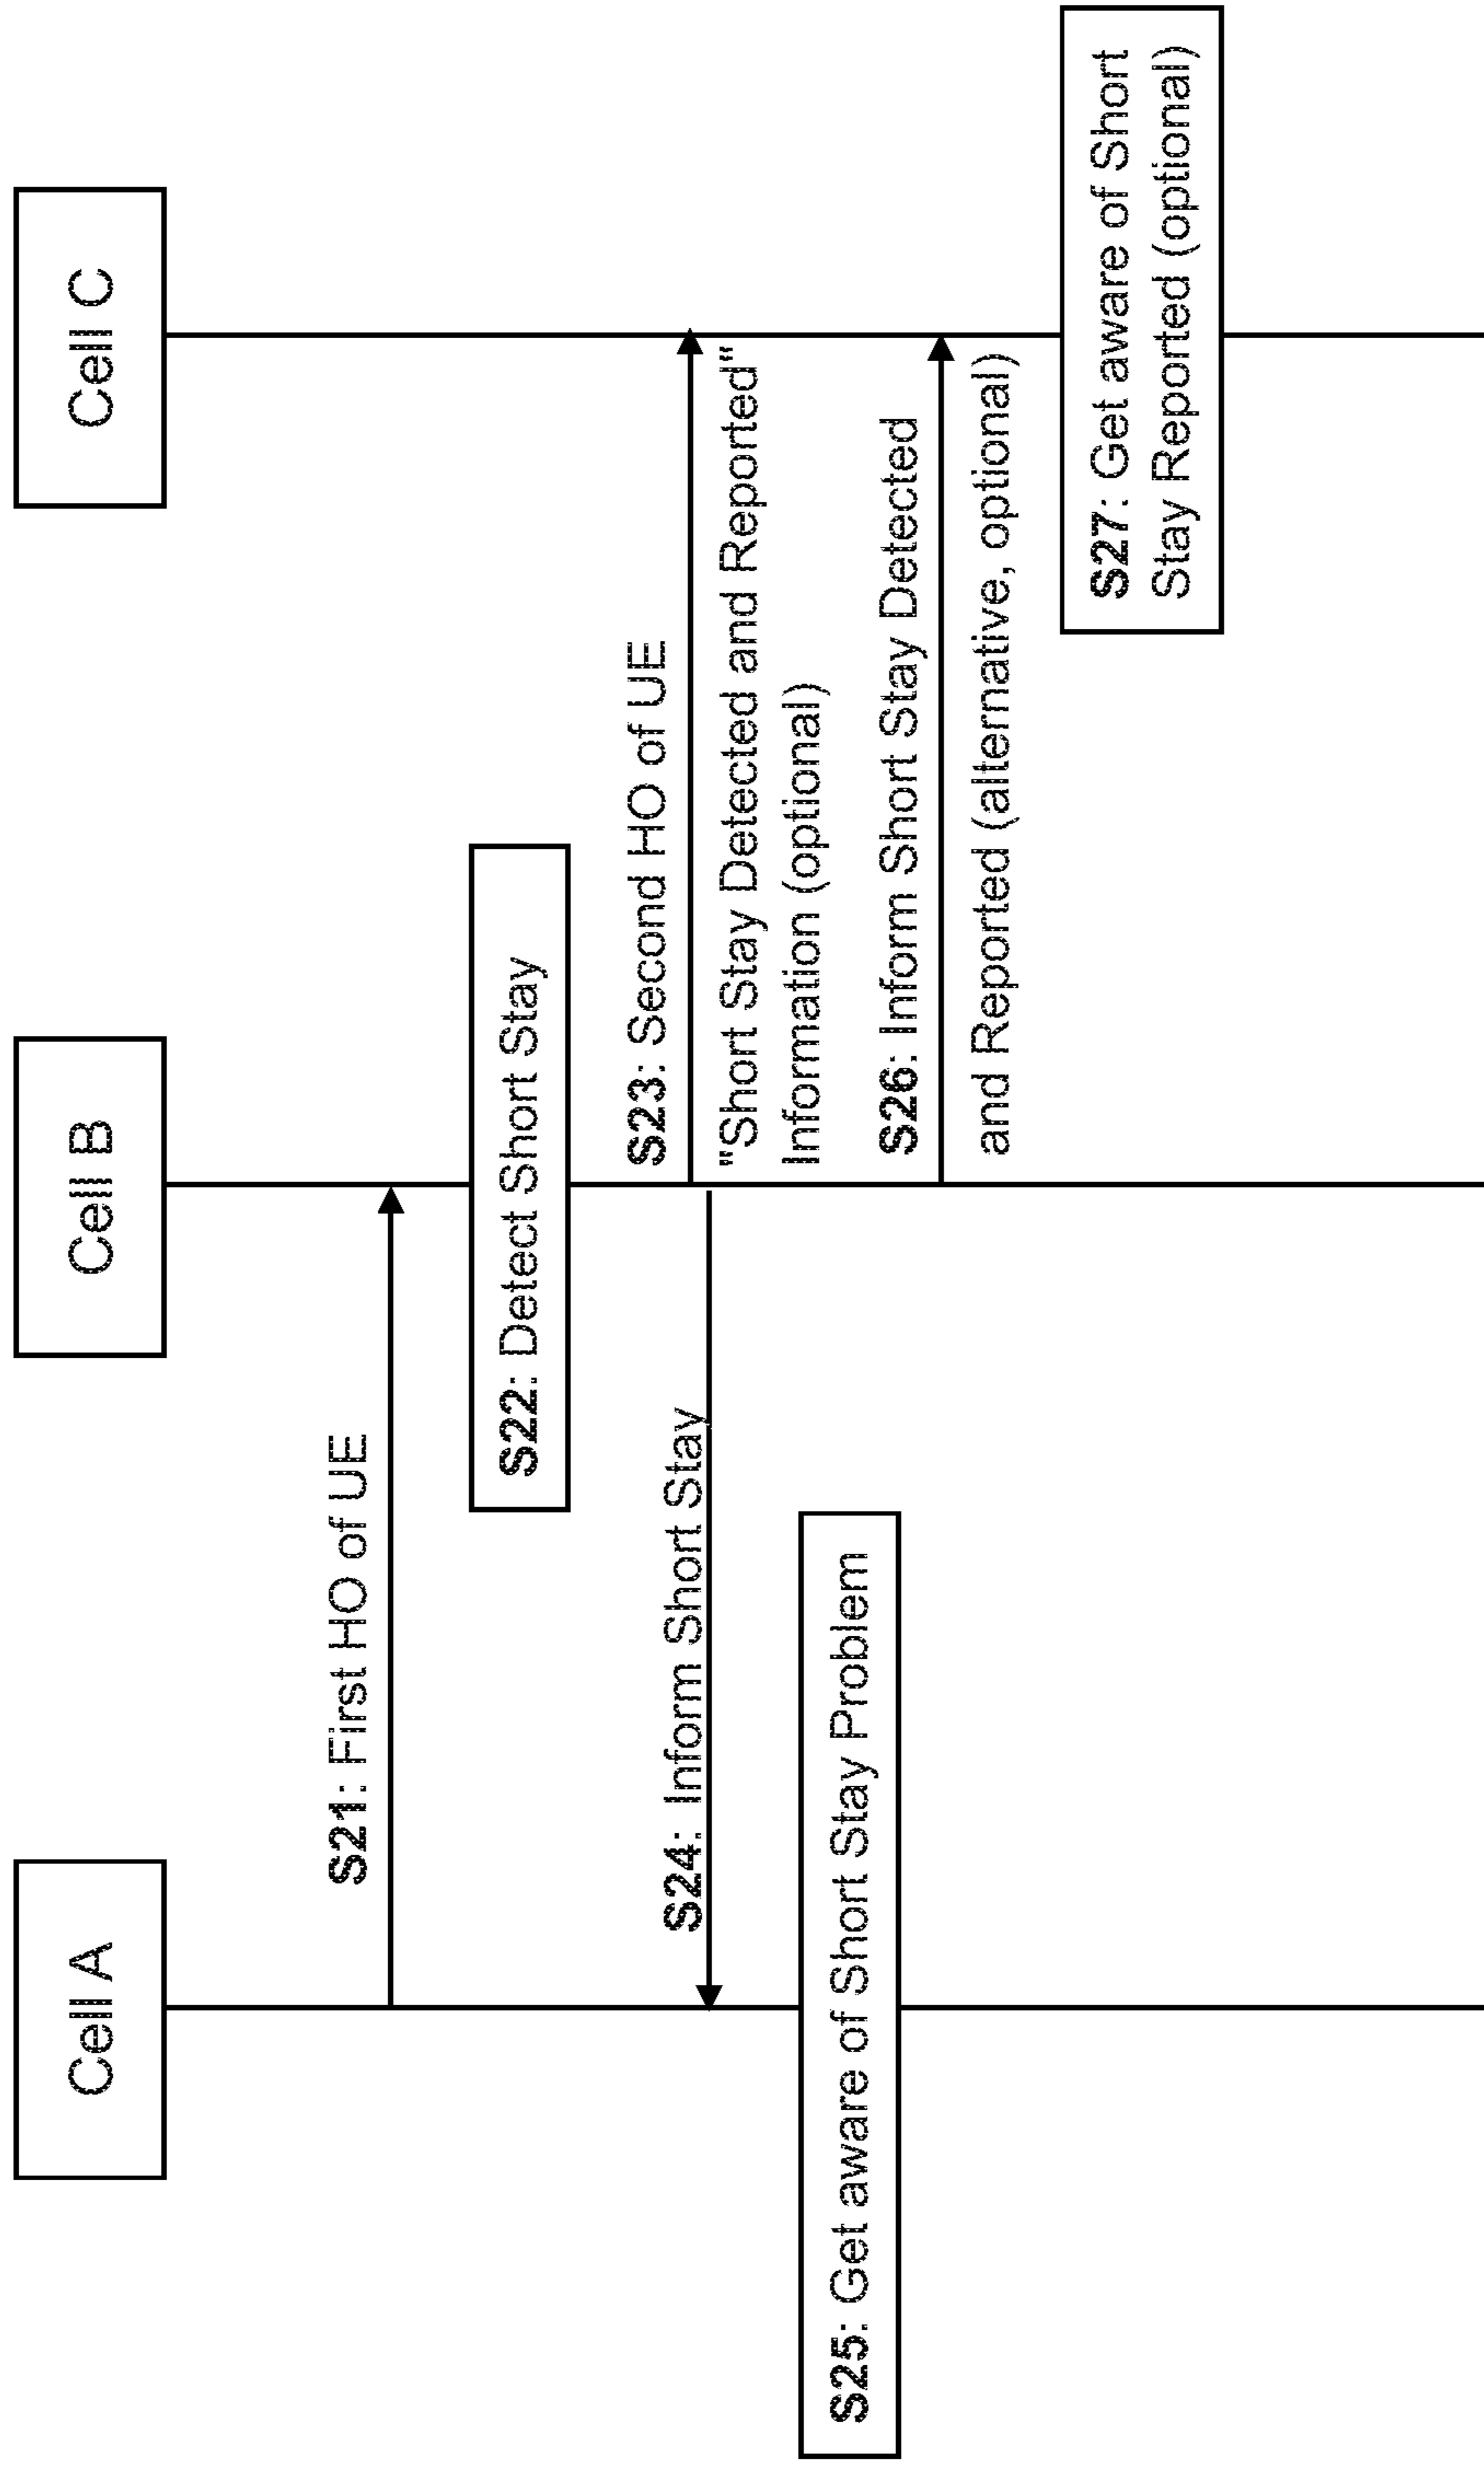 Cell A
Cell B
Cell C
S21: First HO of UE
S22: Detect Short Stay
S23: Second HO of UE
"Short Stay Detected and Reported"
Information (optional)
S24: Inform Short Stay
S25: Get aware of Short Stay Problem
S26: Inform Short Stay Detected
and Reported (alternative, optional)
S27: Get aware of Short
Stay Reported (optional)